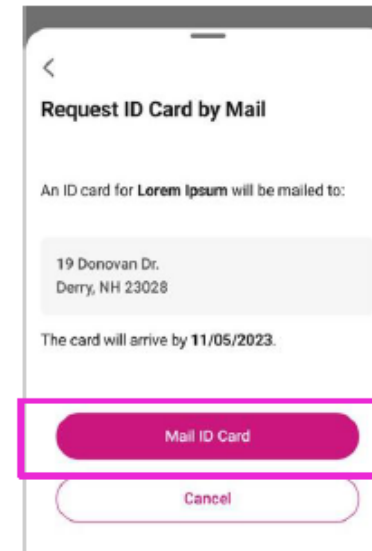 Request ID Card by Mail
An ID card for Lorem Ipsum will be mailed to:
19 Donovan Dr.
Derry, NH 23028
The card will arrive by 11/05/2023.
Mail ID Card
Cancel